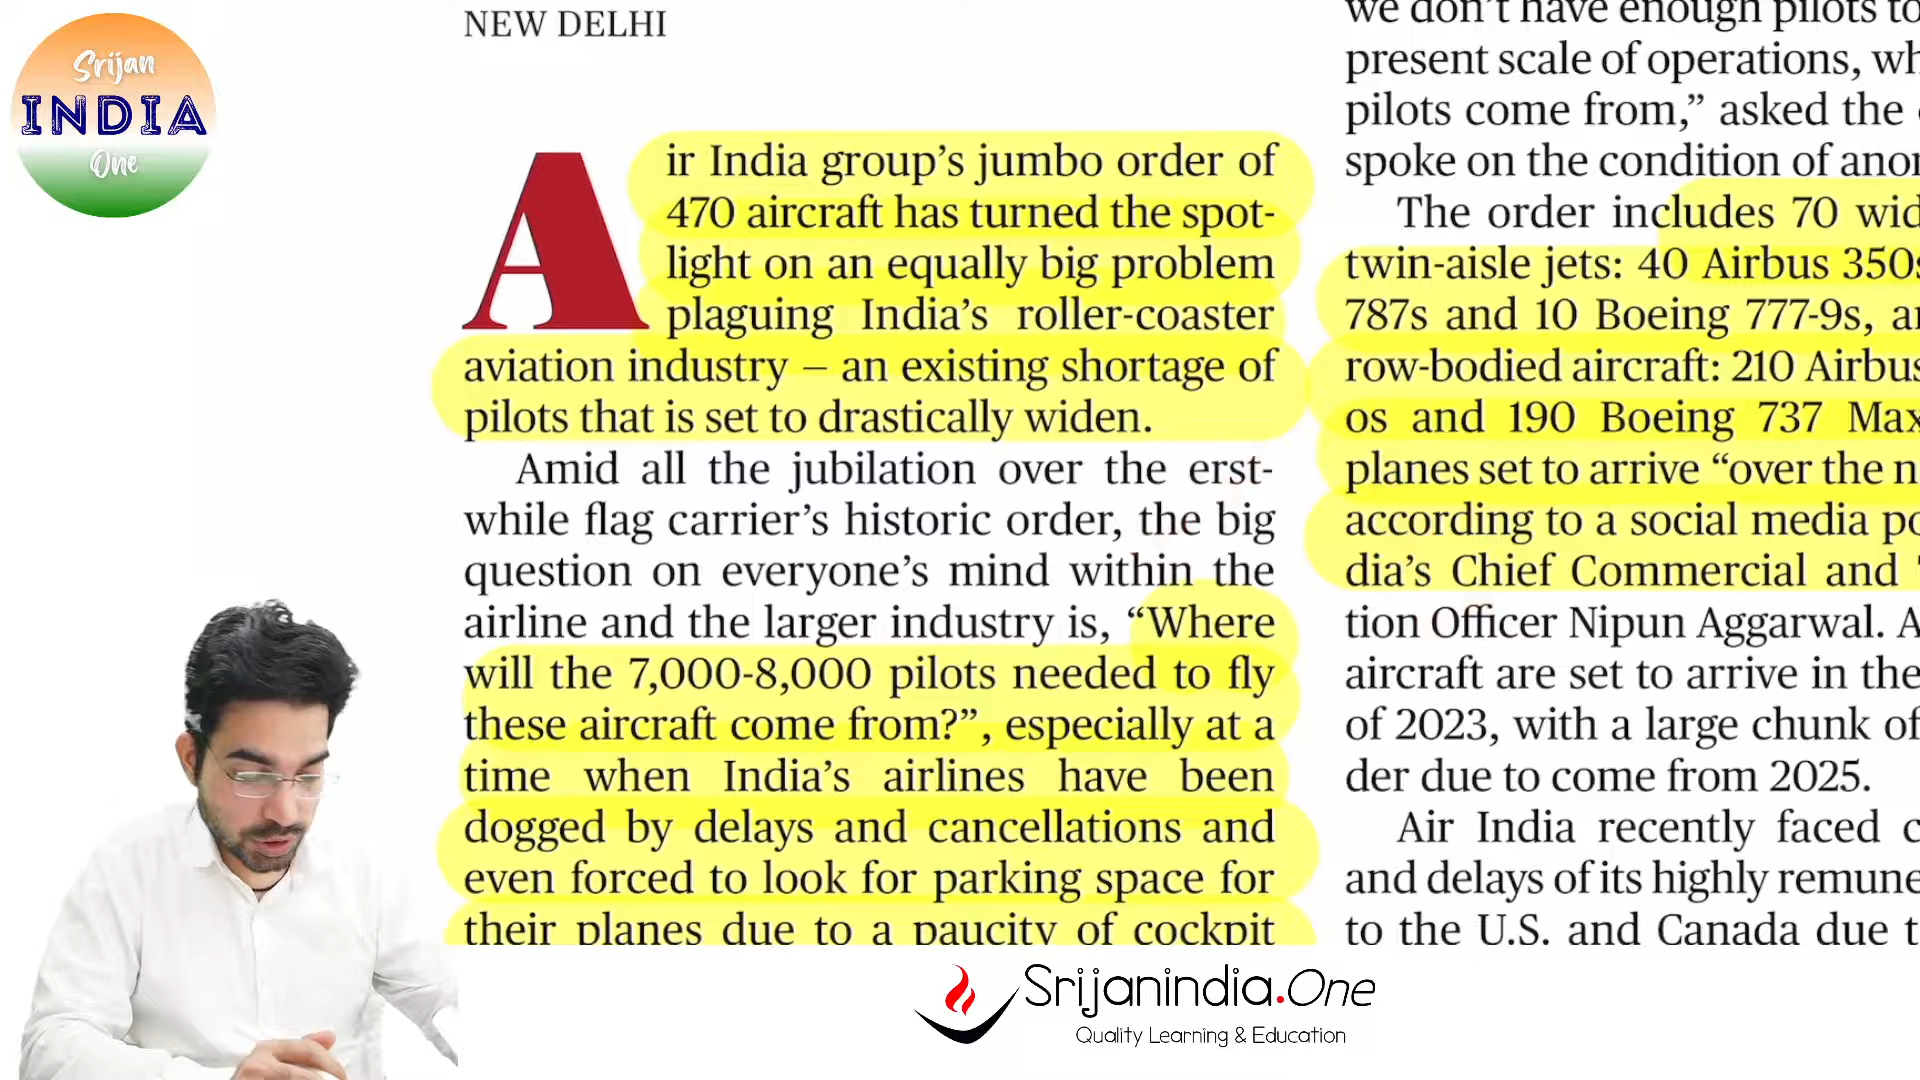 Srijan
INDIA
One
NEW DELHI
Air India group’s jumbo order of
470 aircraft has turned the spot-
light on an equally big problem
plaguing India’s roller-coaster
aviation industry – an existing shortage of
pilots that is set to drastically widen.
Amid all the jubilation over the erst-
while flag carrier’s historic order, the big
question on everyone’s mind within the
airline and the larger industry is, “Where
will the 7,000-8,000 pilots needed to fly
these aircraft come from?”, especially at a
time when India’s airlines have been
dogged by delays and cancellations and
even forced to look for parking space for
their planes due to a paucity of cockpit
we don’t have enough pilots to
present scale of operations, wh
pilots come from,” asked the
spoke on the condition of anon
The order includes 70 wid
twin-aisle jets: 40 Airbus 350s
787s and 10 Boeing 777-9s, an
row-bodied aircraft: 210 Airbus
os and 190 Boeing 737 Max
planes set to arrive “over the n
according to a social media po
dia’s Chief Commercial and
tion Officer Nipun Aggarwal. A
aircraft are set to arrive in the
of 2023, with a large chunk of
der due to come from 2025.
Air India recently faced c
and delays of its highly remune
to the U.S. and Canada due t
Srijanindia.One
Quality Learning & Education